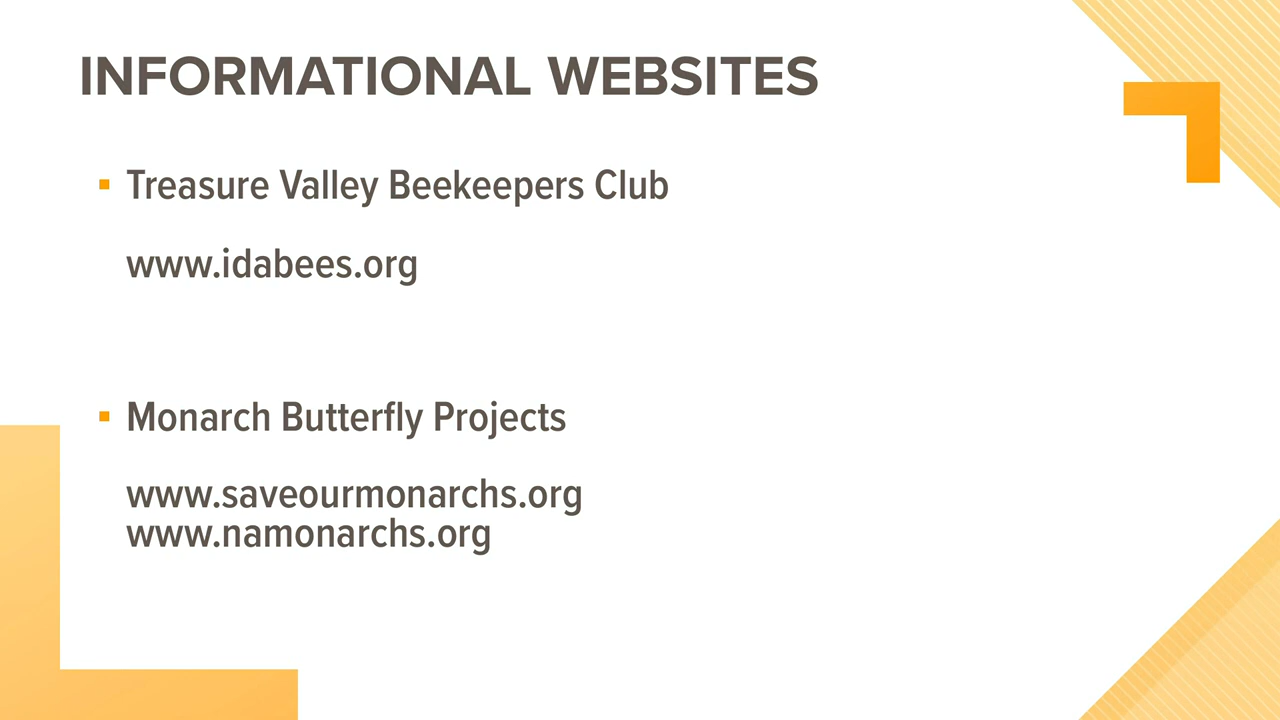 INFORMATIONAL WEBSITES
Treasure Valley Beekeepers Club
www.idabees.org
Monarch Butterfly Projects
www.saveourmonarchs.org
www.namonarchs.org